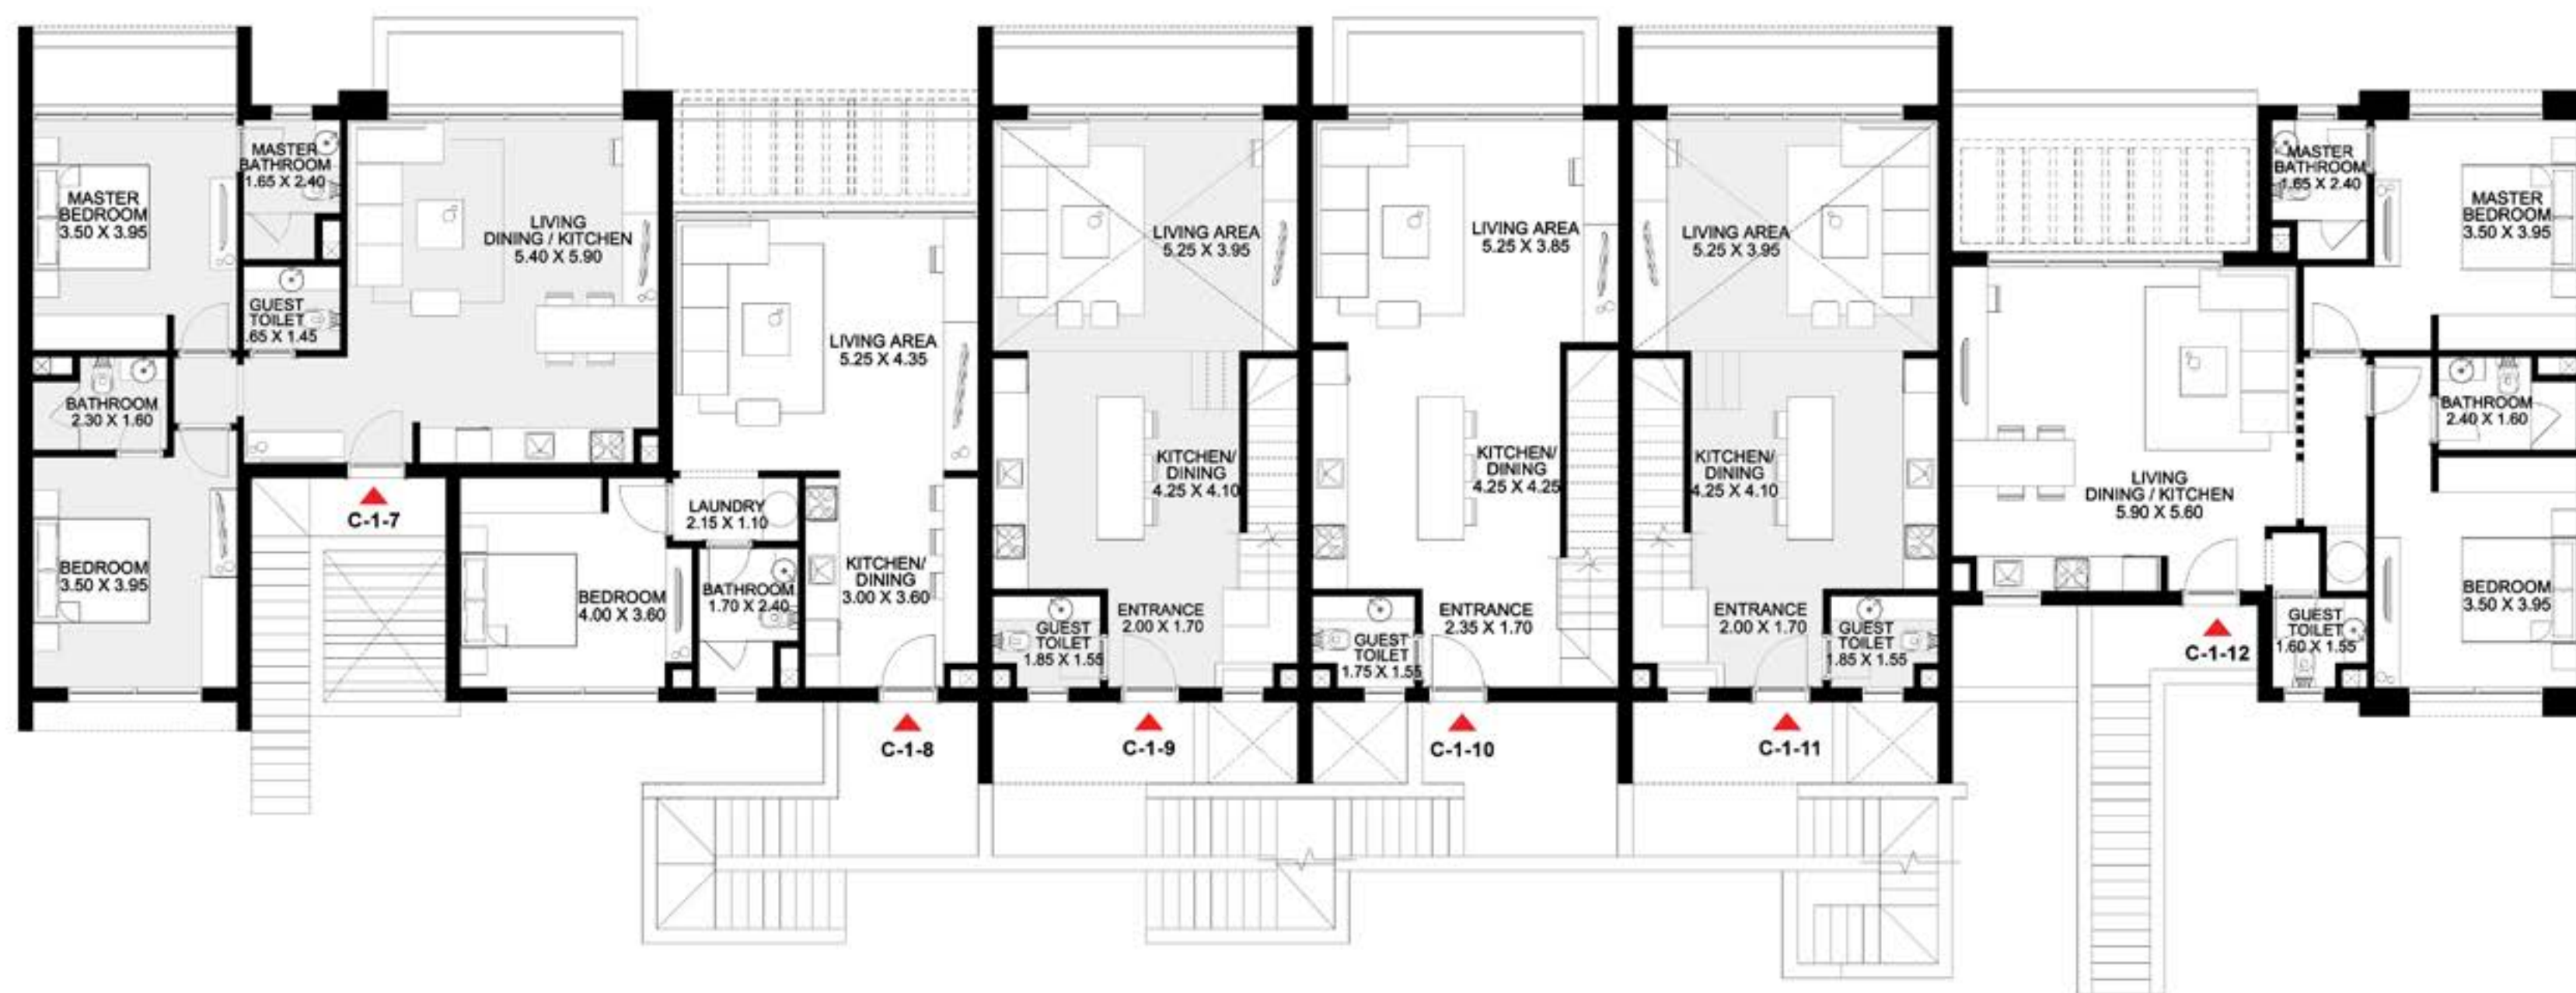 MASTER
BEDROOM
3.50 X 3.95
MASTER
BATHROOM
1.65 X 2.40
GUEST
TOILET
.65 X 1.45
LIVING
DINING / KITCHEN
5.40 X 5.90
BATHROOM
2.30 X 1.60
BEDROOM
3.50 X 3.95
C-1-7
LIVING AREA
5.25 X 4.35
LAUNDRY
2.15 X 1.10
BEDROOM
4.00 X 3.60
BATHROOM
1.70 X 2.40
KITCHEN/
DINING
3.00 X 3.60
C-1-8
LIVING AREA
5.25 X 3.95
KITCHEN/
DINING
4.25 X 4.10
ENTRANCE
2.00 X 1.70
GUEST
TOILET
1.85 X 1.55
C-1-9
LIVING AREA
5.25 X 3.85
KITCHEN/
DINING
4.25 X 4.25
ENTRANCE
2.35 X 1.70
GUEST
TOILET
1.75 X 1.55
C-1-10
LIVING AREA
5.25 X 3.95
KITCHEN/
DINING
4.25 X 4.10
ENTRANCE
2.00 X 1.70
GUEST
TOILET
1.85 X 1.55
C-1-11
MASTER
BATHROOM
1.65 X 2.40
MASTER
BEDROOM
3.50 X 3.95
BATHROOM
2.40 X 1.60
LIVING
DINING / KITCHEN
5.90 X 5.60
BEDROOM
3.50 X 3.95
GUEST
TOILET
1.60 X 1.55
C-1-12